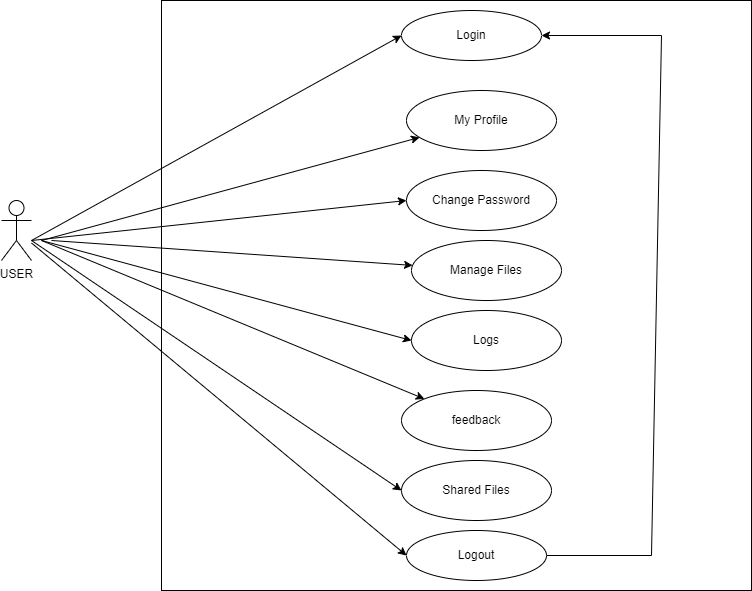 Login
My Profile
Change Password
USER
Manage Files
Logs
feedback
Shared Files
Logout